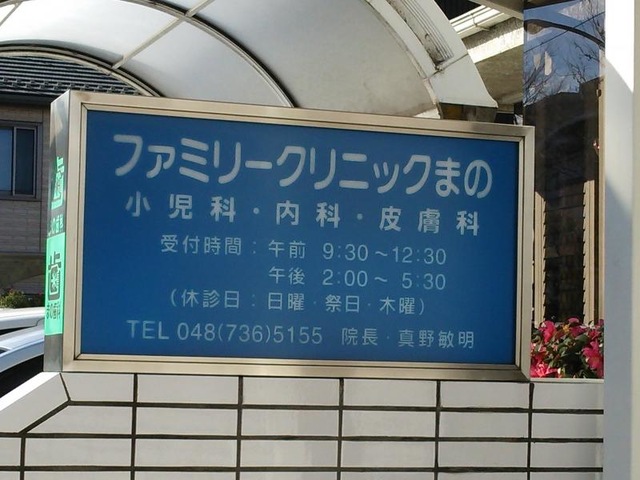 ファミリークリニックまの
小児科・内科・皮膚科
受付時間：午前 9:30～12:30
午後 2:00～ 5:30
（休診日：日曜・祭日・木曜）
TEL 048(736)5155 院長・真野敏明
歯